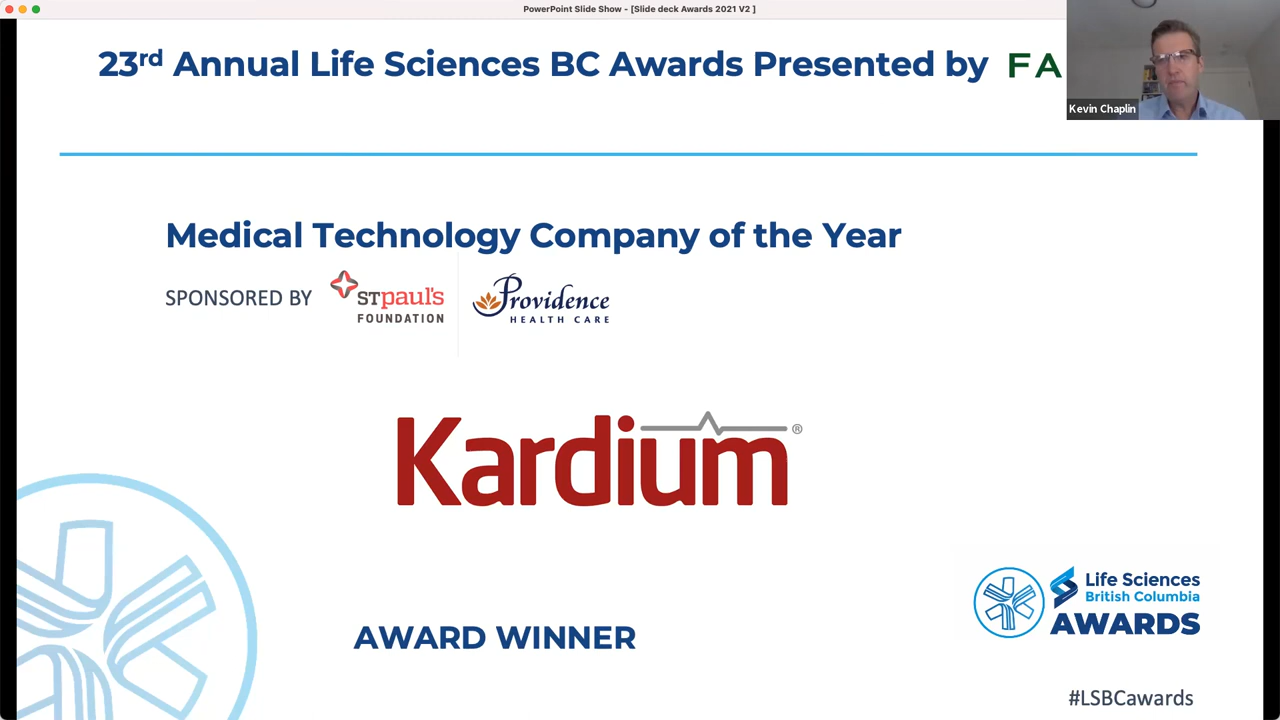 PowerPoint Slide Show - [Slide deck Awards 2021 V2 ]
23rd Annual Life Sciences BC Awards Presented by FA
Kevin Chaplin
Medical Technology Company of the Year
SPONSORED BY
STPaul's
FOUNDATION
Providence
HEALTH CARE
Kardium®
AWARD WINNER
Life Sciences
British Columbia
AWARDS
#LSBCawards